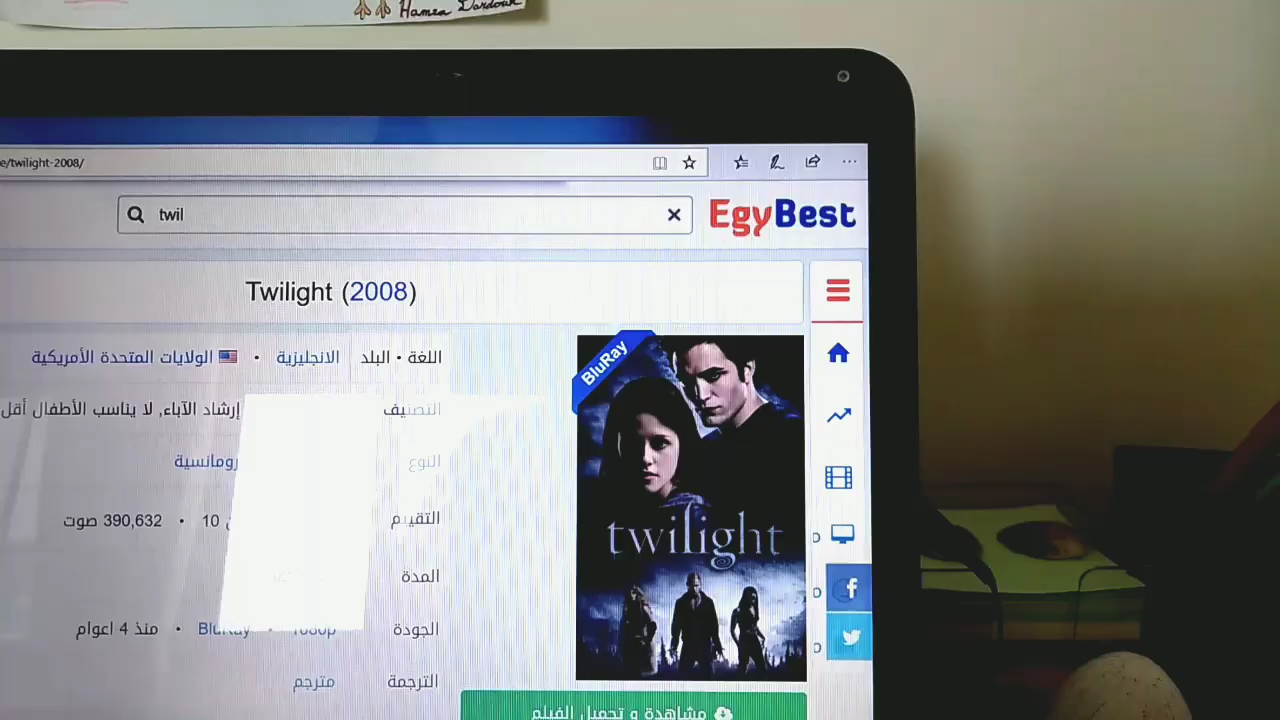 Hamza Dardouk
e/twilight-2008/
twil
EgyBest
Twilight (2008)
اللغة • البلد الانجليزية • الولايات المتحدة الأمريكية
التصنيف إرشاد الآباء, لا يناسب الأطفال أقل
النوع رومانسية
التقييم 10 • 390,632 صوت
المدة
الجودة 1080p • BluRay • منذ 4 اعوام
الترجمة مترجم
BluRay
twilight
مشاهدة و تحميل الفيلم